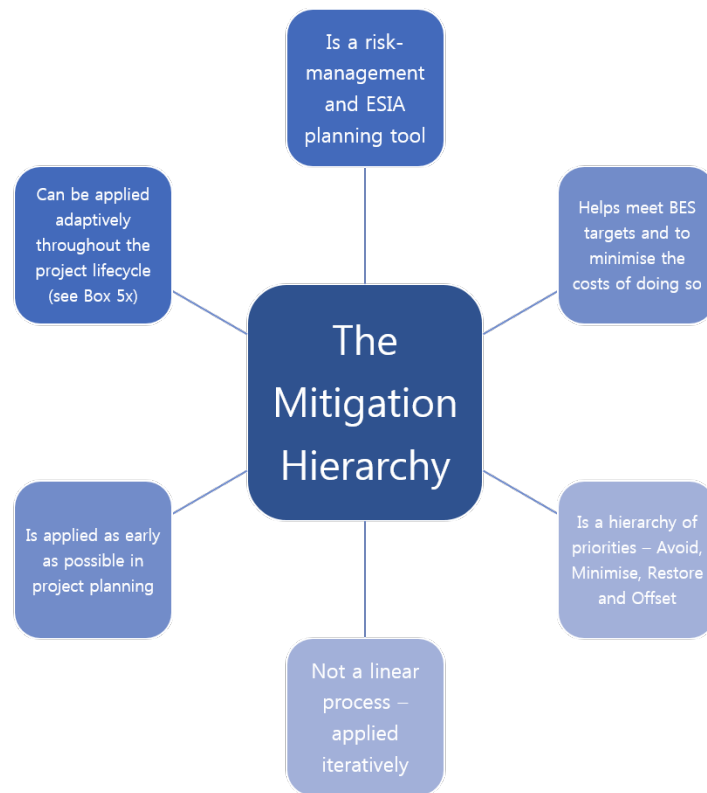 Is a risk-
management
and ESIA
planning tool
Can be applied
adaptively
throughout the
project lifecycle
(see Box 5x)
Helps meet BES
targets and to
minimise the
costs of doing so
The
Mitigation
Hierarchy
Is applied as early
as possible in
project planning
Is a hierarchy of
priorities – Avoid,
Minimise, Restore
and Offset
Not a linear
process –
applied
iteratively